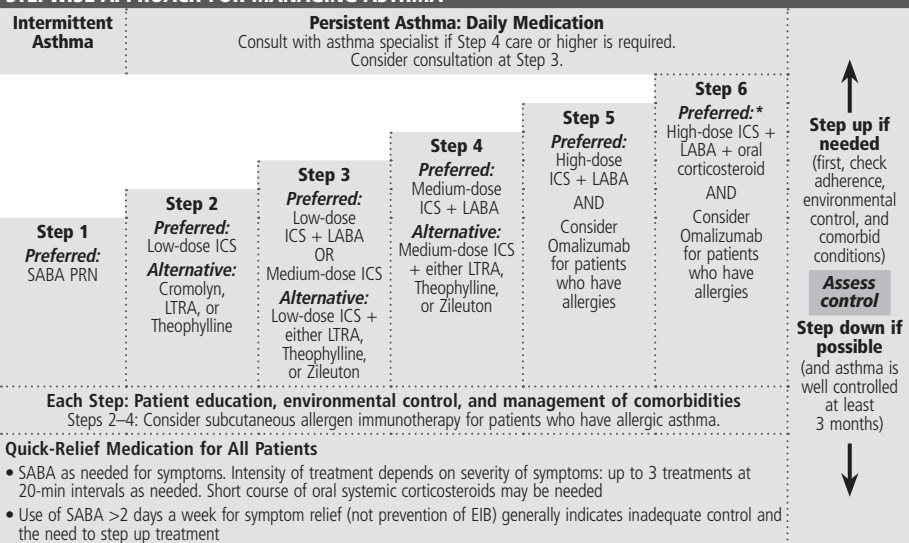 Intermittent
Asthma
Persistent Asthma: Daily Medication
Consult with asthma specialist if Step 4 care or higher is required.
Consider consultation at Step 3.
Step 1
Preferred:
SABA PRN
Step 2
Preferred:
Low-dose ICS
Alternative:
Cromolyn,
LTRA, or
Theophylline
Step 3
Preferred:
Low-dose
ICS + LABA
OR
Medium-dose ICS
Alternative:
Low-dose ICS +
either LTRA,
Theophylline,
or Zileuton
Step 4
Preferred:
Medium-dose
ICS + LABA
Alternative:
Medium-dose ICS
+ either LTRA,
Theophylline,
or Zileuton
Step 5
Preferred:
High-dose
ICS + LABA
AND
Consider
Omalizumab
for patients
who have
allergies
Step 6
Preferred:*
High-dose ICS +
LABA + oral
corticosteroid
AND
Consider
Omalizumab
for patients
who have
allergies
Step up if
needed
(first, check
adherence,
environmental
control, and
comorbid
conditions)
Assess
control
Step down if
possible
(and asthma is
well controlled
at least
3 months)
Each Step: Patient education, environmental control, and management of comorbidities
Steps 2–4: Consider subcutaneous allergen immunotherapy for patients who have allergic asthma.
Quick-Relief Medication for All Patients
• SABA as needed for symptoms. Intensity of treatment depends on severity of symptoms: up to 3 treatments at
20-min intervals as needed. Short course of oral systemic corticosteroids may be needed
• Use of SABA >2 days a week for symptom relief (not prevention of EIB) generally indicates inadequate control and
the need to step up treatment